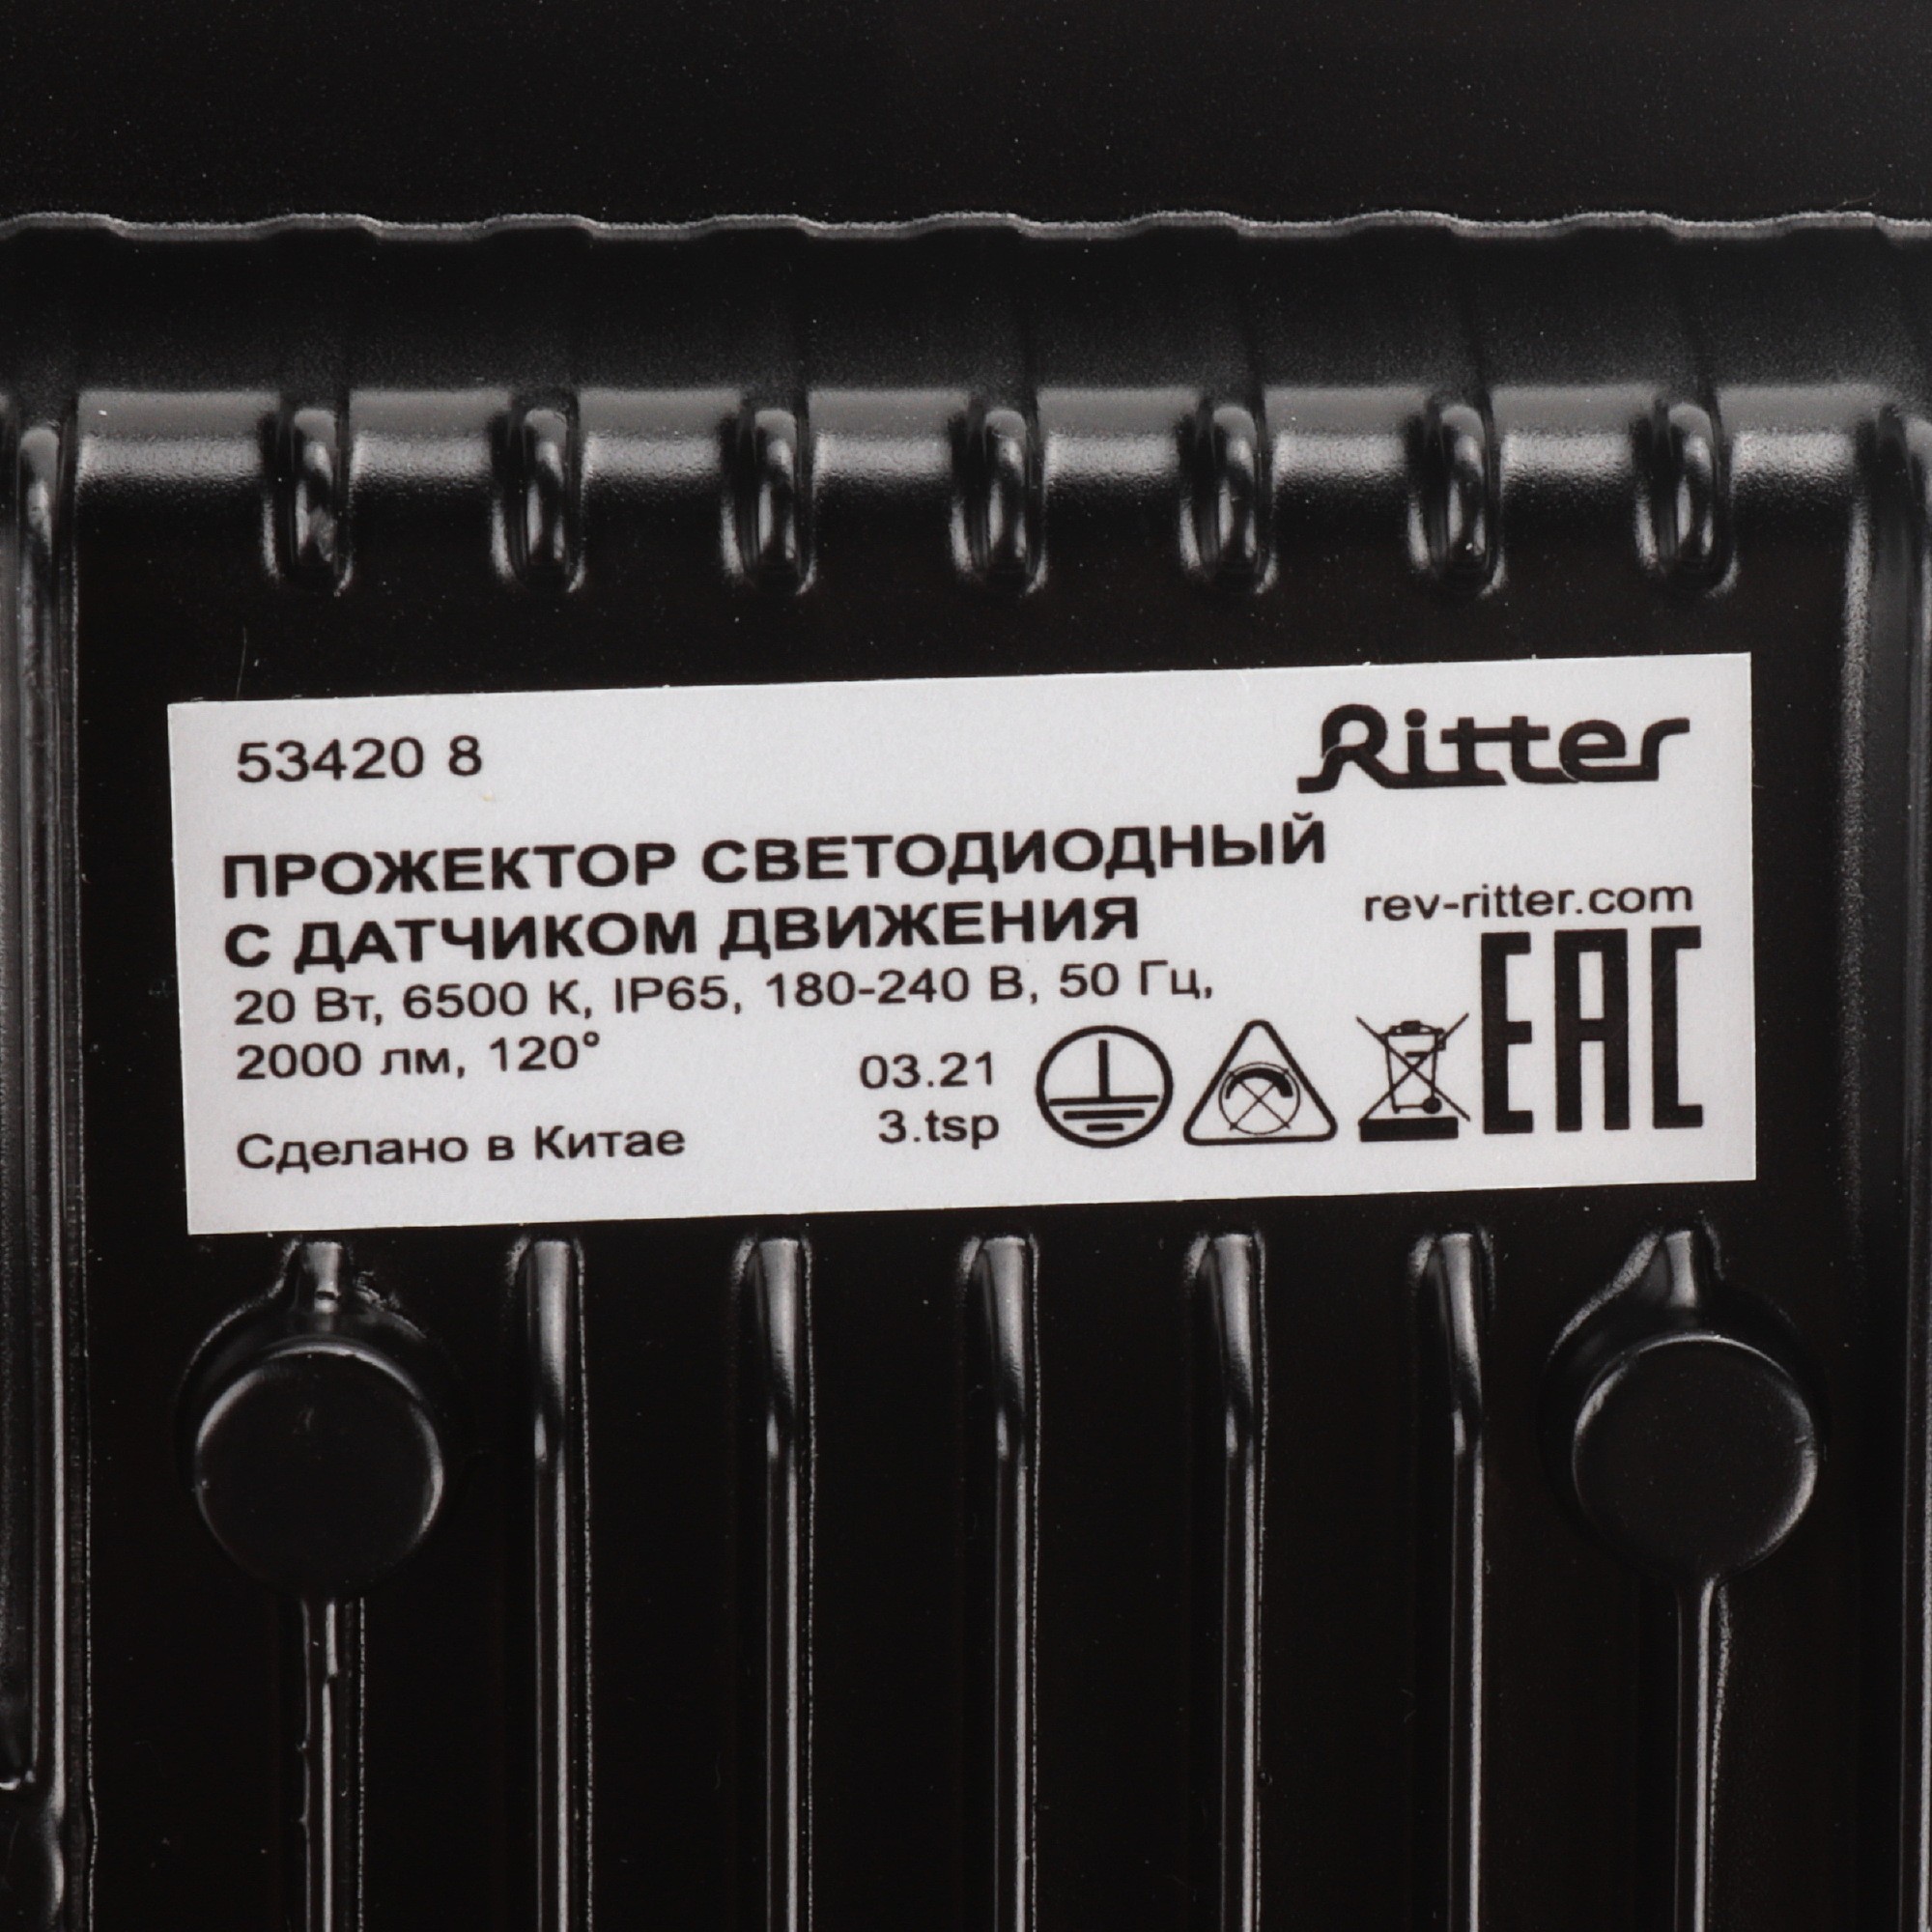 53420 8
Ritter
ПРОЖЕКТОР СВЕТОДИОДНЫЙ
С ДАТЧИКОМ ДВИЖЕНИЯ
rev-ritter.com
20 Вт, 6500 К, IP65, 180-240 В, 50 Гц,
2000 лм, 120°
03.21
3.tsp
EAC
Сделано в Китае